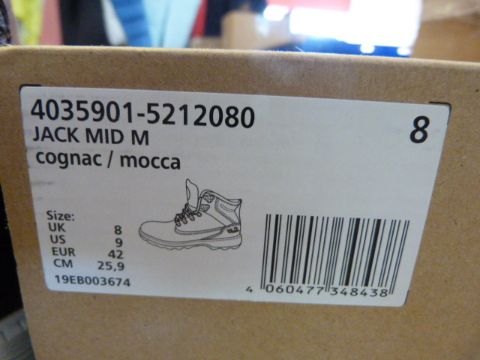 4035901-5212080
8
JACK MID M
cognac / mocca
Size:
UK 8
US 9
EUR 42
CM 25,9
19EB003674
4 060477 348438